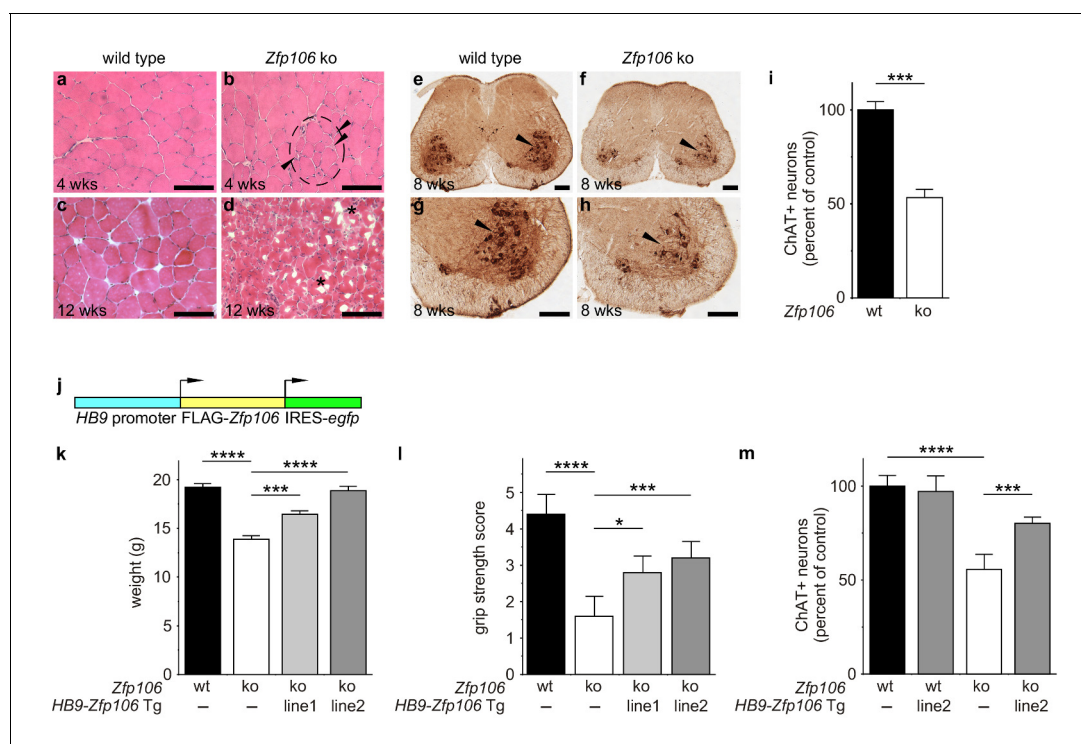 wild type
Zfp106 ko
wild type
Zfp106 ko
a
4 wks
b
4 wks
c
12 wks
d
*
*
12 wks
e
8 wks
f
8 wks
g
8 wks
h
8 wks
i
***
100
50
0
ChAT+ neurons
(percent of control)
Zfp106
wt
ko
j
HB9 promoter
FLAG-Zfp106
IRES-egfp
k
****
****
***
20
15
10
5
0
weight (g)
Zfp106
wt ko ko ko
HB9-Zfp106 Tg
– – line1 line2
l
****
***
*
5
4
3
2
1
0
grip strength score
Zfp106
wt ko ko ko
HB9-Zfp106 Tg
– – line1 line2
m
****
***
100
50
0
ChAT+ neurons
(percent of control)
Zfp106
wt wt ko ko
HB9-Zfp106 Tg
– line2 – line2